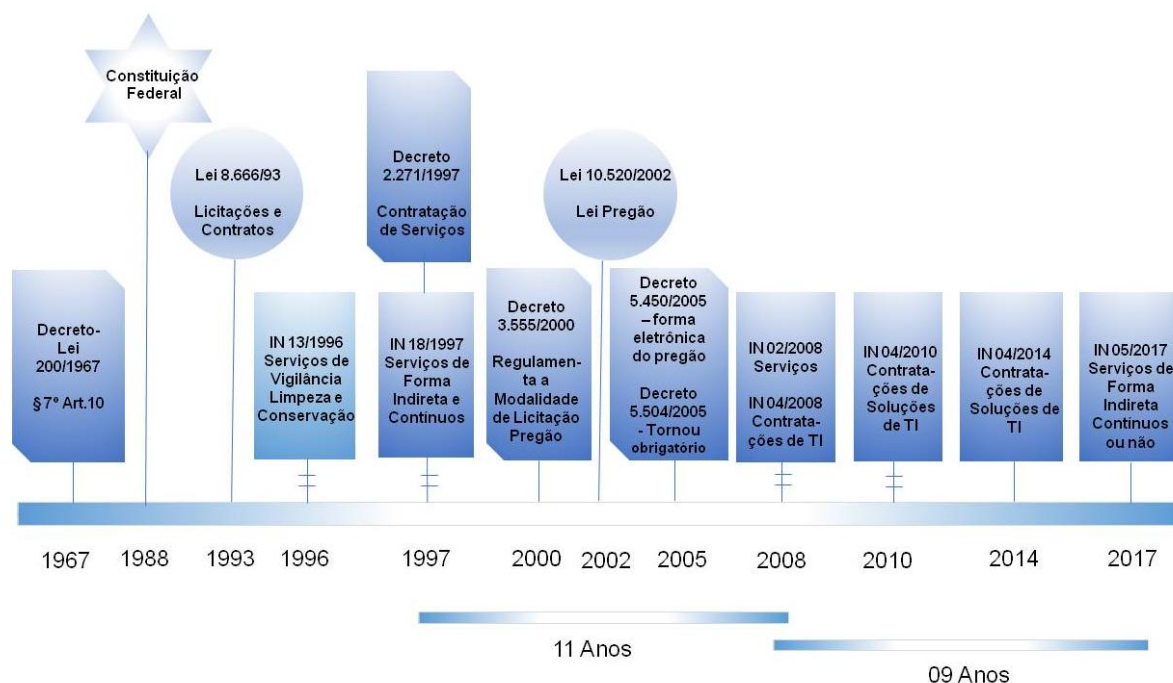 Constituição
Federal
Lei 8.666/93
Licitações e
Contratos
Decreto
2.271/1997
Contratação
de Serviços
Lei 10.520/2002
Lei Pregão
Decreto-
Lei
200/1967
§ 7° Art.10
IN 13/1996
Serviços de
Vigilância
Limpeza e
Conservação
IN 18/1997
Serviços de
Forma
Indireta e
Contínuos
Decreto
3.555/2000
Regulamen-
ta a
Modalidade
de Licitação
Pregão
Decreto
5.450/2005
– forma
eletrônica
do pregão
Decreto
5.504/2005
- Tornou
obrigatório
IN 02/2008
Serviços
IN 04/2008
Contrata-
ções de TI
IN 04/2010
Contrata-
ções de
Soluções
de TI
IN 04/2014
Contrata-
ções de
Soluções de
TI
IN 05/2017
Serviços de
Forma
Indireta
Contínuos
ou não
1967 1988 1993 1996 1997 2000 2002 2005 2008 2010 2014 2017
11 Anos
09 Anos